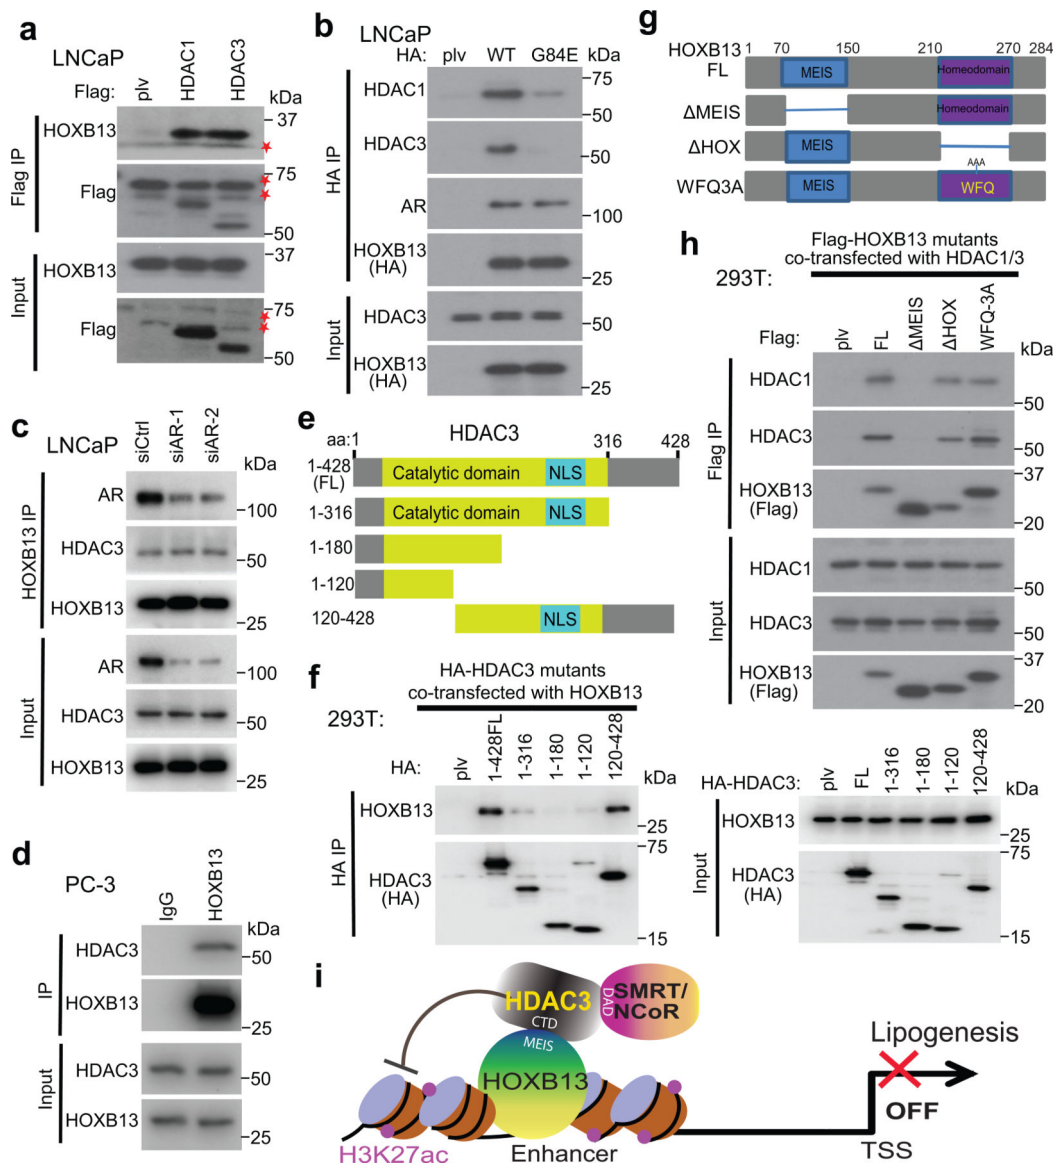 a
LNCaP
Flag: plv HDAC1 HDAC3
kDa
Flag IP
HOXB13
37
Flag
75
50
Input
HOXB13
37
Flag
75
50
b
LNCaP
HA: plv WT G84E kDa
HA IP
HDAC1
75
HDAC3
50
AR
100
HOXB13
(HA)
25
Input
HDAC3
50
HOXB13
(HA)
25
c
LNCaP
siCtrl siAR-1 siAR-2
kDa
HOXB13 IP
AR
100
HDAC3
50
HOXB13
25
Input
AR
100
HDAC3
50
HOXB13
25
d
PC-3
IgG HOXB13
kDa
IP
HDAC3
50
HOXB13
25
Input
HDAC3
50
HOXB13
25
e
HDAC3
aa:1 316 428
1-428
(FL)
Catalytic domain NLS
1-316 Catalytic domain NLS
1-180
1-120
120-428 NLS
f
HA-HDAC3 mutants
co-transfected with HOXB13
293T:
HA: plv 1-428FL 1-316 1-180 1-120 120-428
kDa
HA IP
HOXB13
25
75
HDAC3
(HA)
15
HA-HDAC3: plv FL 1-316 1-180 1-120 120-428
kDa
Input
HOXB13
25
75
HDAC3
(HA)
15
g
HOXB13
1 70 150 210 270 284
FL MEIS Homeodomain
ΔMEIS Homeodomain
ΔHOX MEIS
AAA
WFQ3A MEIS WFQ
h
Flag-HOXB13 mutants
co-transfected with HDAC1/3
293T:
Flag: plv FL ΔMEIS ΔHOX WFQ-3A
kDa
Flag IP
HDAC1
50
HDAC3
50
37
HOXB13
(Flag)
20
Input
HDAC1
50
HDAC3
50
37
HOXB13
(Flag)
20
i
HDAC3
CTD
DAD
SMRT/
NCoR
MEIS
HOXB13
H3K27ac
Enhancer
Lipogenesis
OFF
TSS